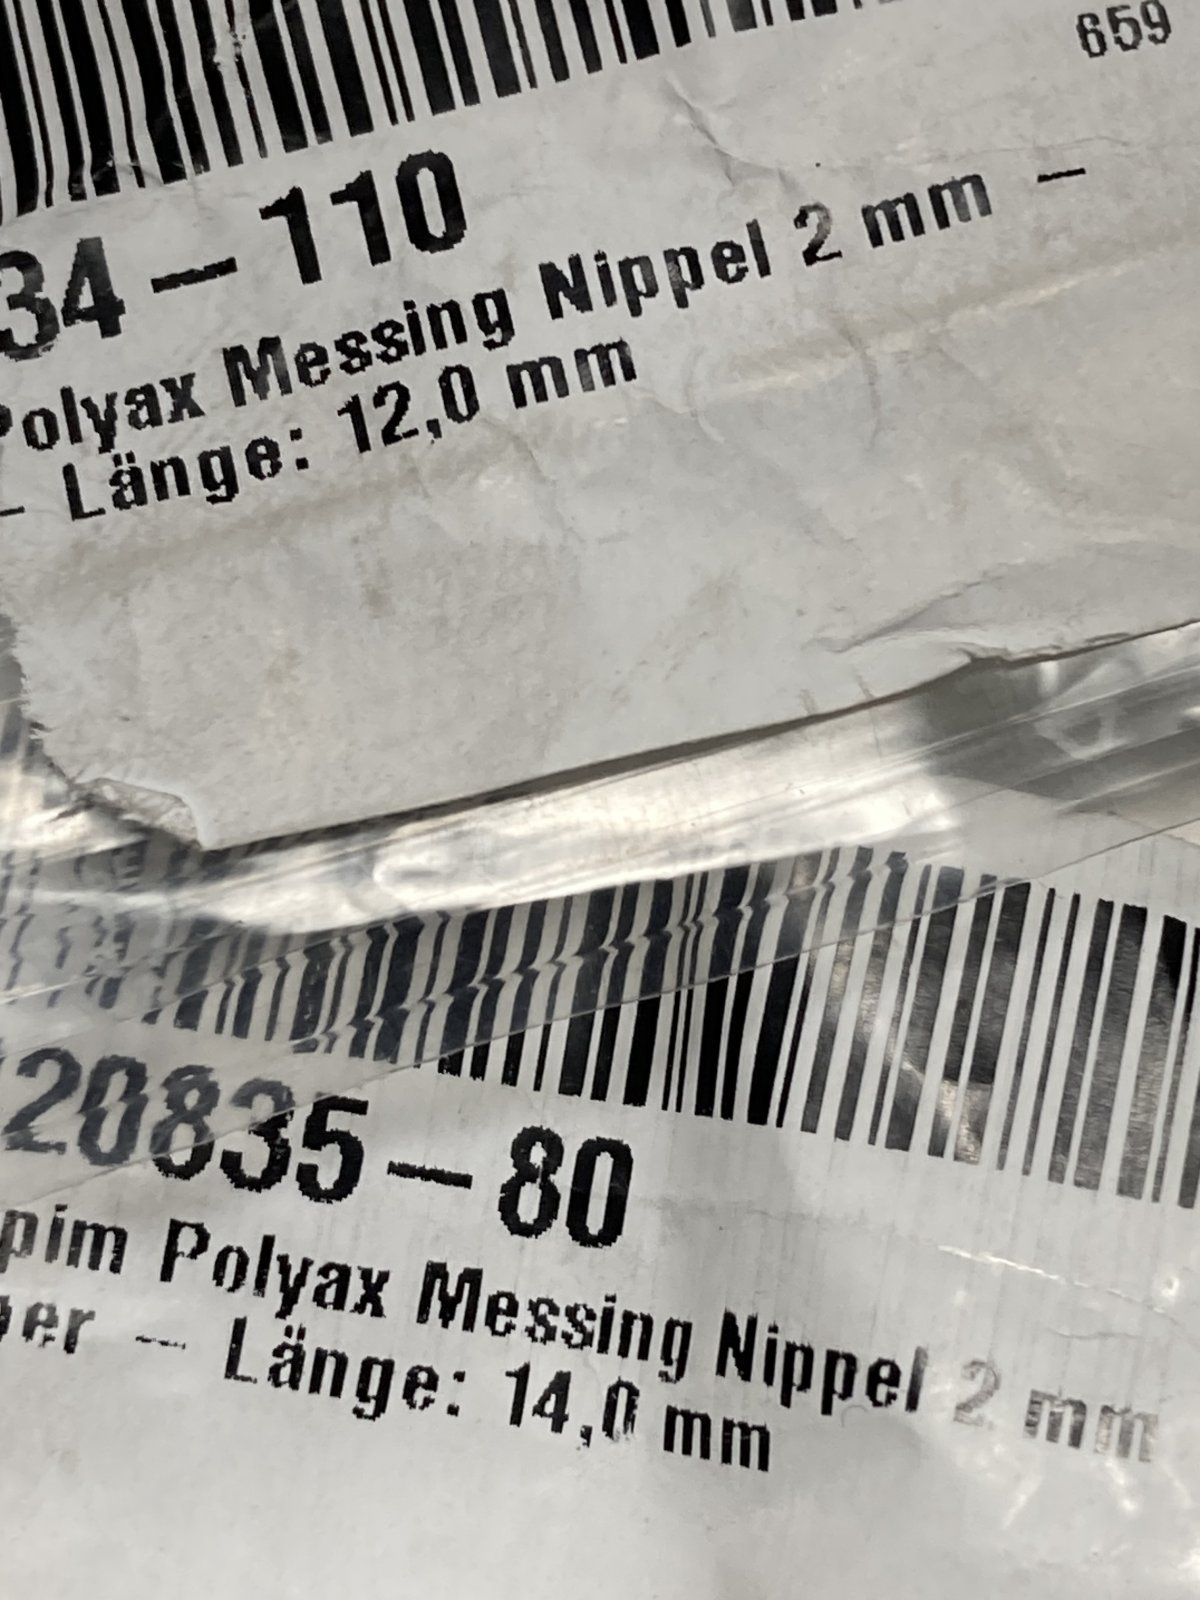 659
34-110
Polyax Messing Nippel 2 mm -
- Länge: 12,0 mm
20835-80
pim Polyax Messing Nippel 2 mm
er - Länge: 14,0 mm